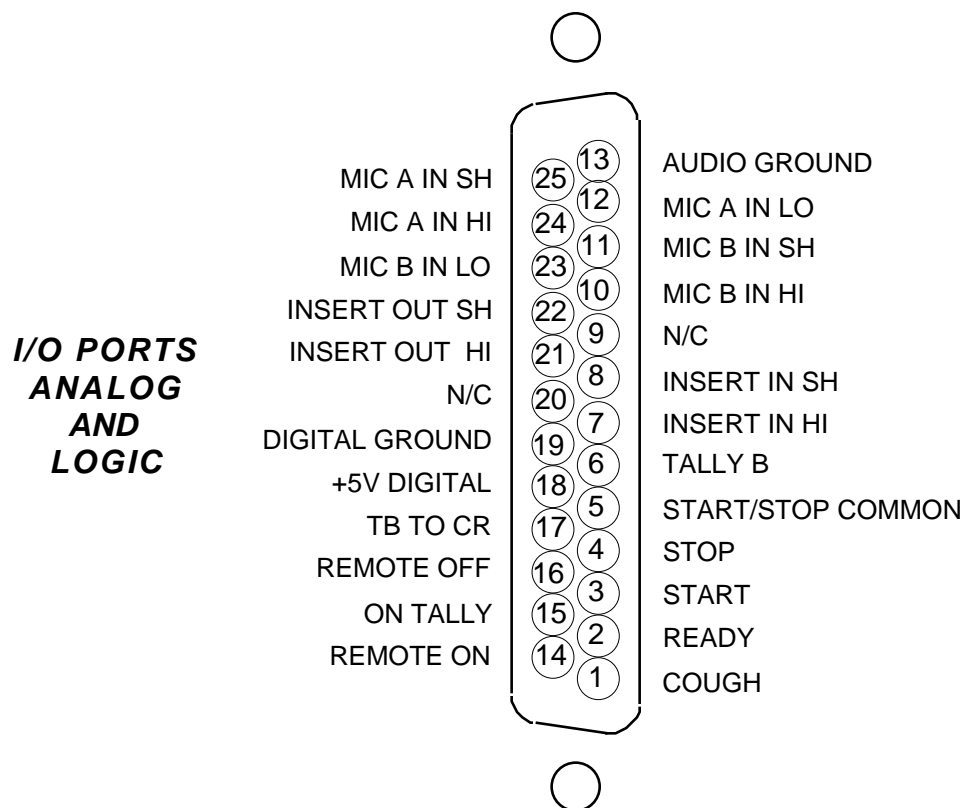 I/O PORTS
ANALOG
AND
LOGIC
MIC A IN SH
MIC A IN HI
MIC B IN LO
INSERT OUT SH
INSERT OUT HI
N/C
DIGITAL GROUND
+5V DIGITAL
TB TO CR
REMOTE OFF
ON TALLY
REMOTE ON
25
24
23
22
21
20
19
18
17
16
15
14
13
12
11
10
9
8
7
6
5
4
3
2
1
AUDIO GROUND
MIC A IN LO
MIC B IN SH
MIC B IN HI
N/C
INSERT IN SH
INSERT IN HI
TALLY B
START/STOP COMMON
STOP
START
READY
COUGH